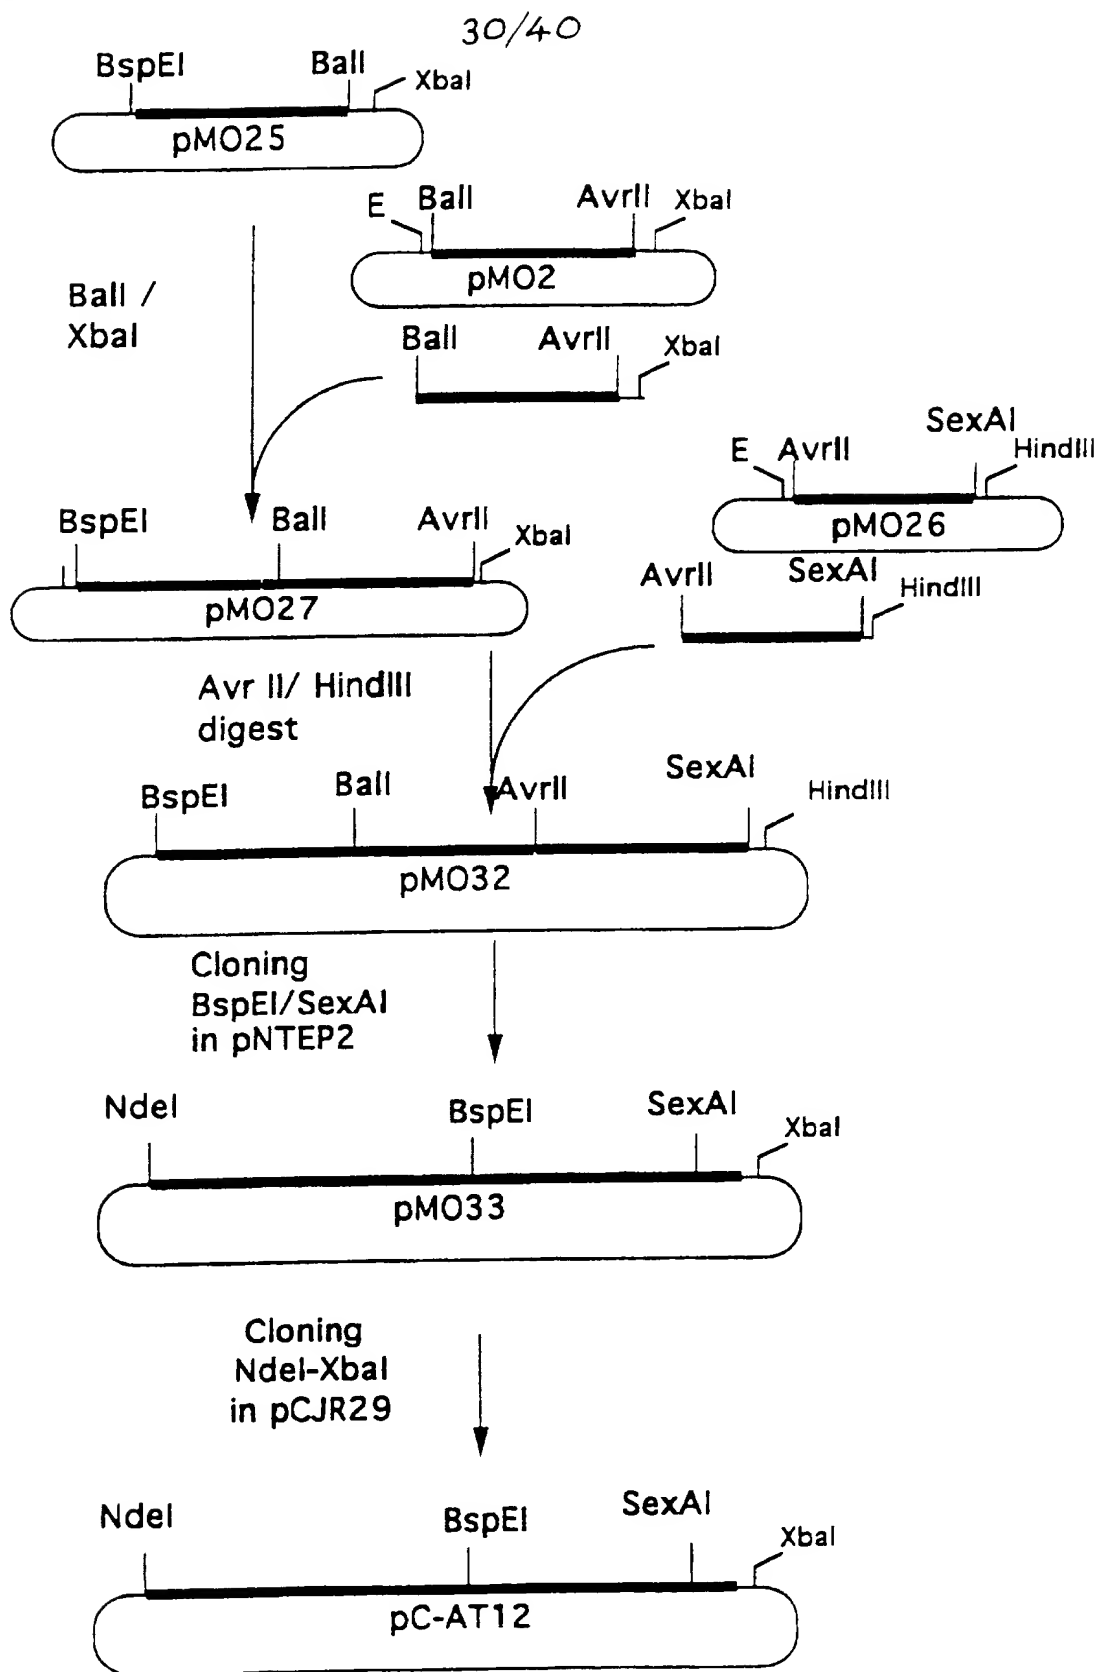 30/40
BspEI BalI XbaI
pMO25
E BalI AvrII XbaI
pMO2
BalI /
XbaI
BalI AvrII XbaI
E AvrII SexAI HindIII
pMO26
BspEI BalI AvrII XbaI
pMO27
AvrII SexAI HindIII
Avr II/ HindIII
digest
BspEI BalI AvrII SexAI HindIII
pMO32
Cloning
BspEI/SexAI
in pNTEP2
NdeI BspEI SexAI XbaI
pMO33
Cloning
NdeI-XbaI
in pCJR29
NdeI BspEI SexAI XbaI
pC-AT12